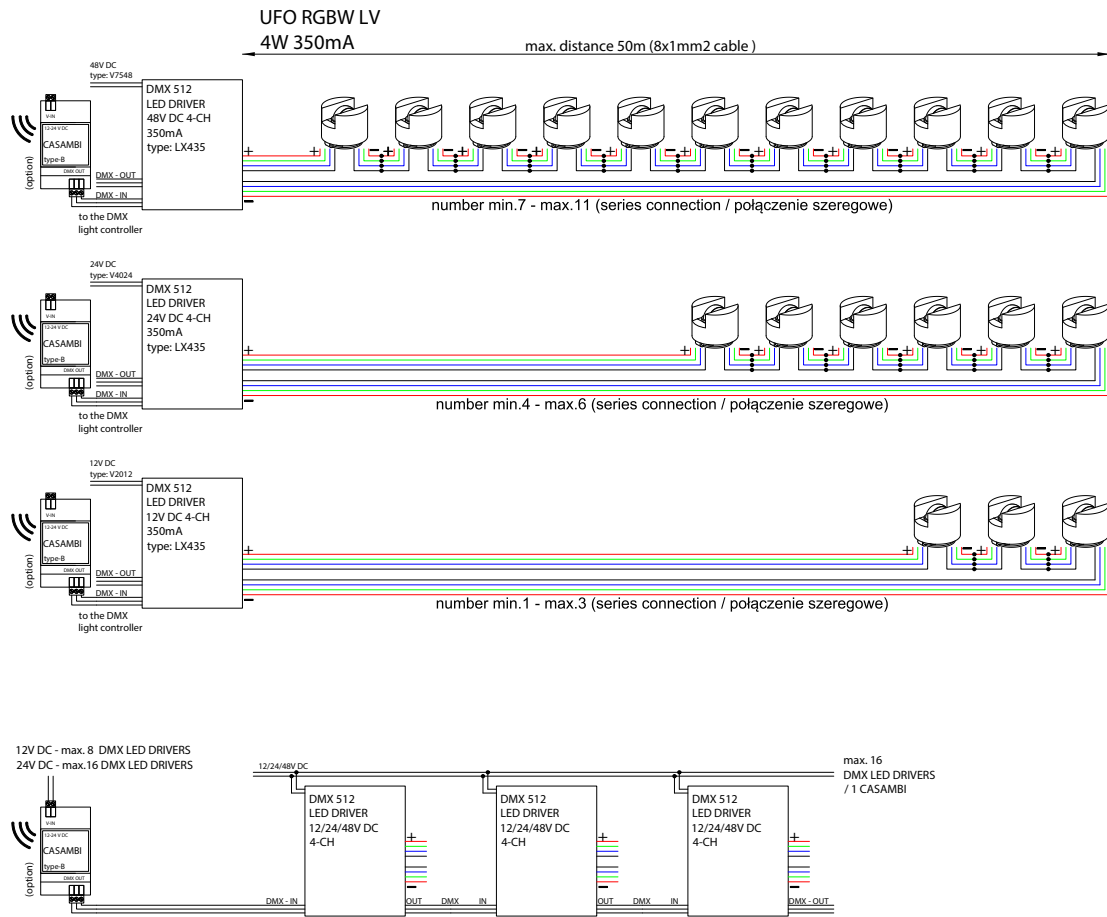 UFO RGBW LV
4W 350mA
max. distance 50m (8x1mm2 cable )
48V DC
type: V7548
V-IN
12-24 V DC
CASAMBI
type-B
DMX OUT
(option)
DMX - OUT
DMX - IN
to the DMX
light controller
DMX 512
LED DRIVER
48V DC 4-CH
350mA
type: LX435
+
+ - + - + - + - + - + - + - + - + - + - +
-
number min.7 - max.11 (series connection / połączenie szeregowe)
24V DC
type: V4024
V-IN
12-24 V DC
CASAMBI
type-B
DMX OUT
(option)
DMX - OUT
DMX - IN
to the DMX
light controller
DMX 512
LED DRIVER
24V DC 4-CH
350mA
type: LX435
+
+ - + - + - + - + - +
-
number min.4 - max.6 (series connection / połączenie szeregowe)
12V DC
type: V2012
V-IN
12-24 V DC
CASAMBI
type-B
DMX OUT
(option)
DMX - OUT
DMX - IN
to the DMX
light controller
DMX 512
LED DRIVER
12V DC 4-CH
350mA
type: LX435
+
+ - + - +
-
number min.1 - max.3 (series connection / połączenie szeregowe)
12V DC - max. 8 DMX LED DRIVERS
24V DC - max.16 DMX LED DRIVERS
V-IN
12-24 V DC
CASAMBI
type-B
DMX OUT
(option)
12/24/48V DC
max. 16
DMX LED DRIVERS
/ 1 CASAMBI
DMX 512
LED DRIVER
12/24/48V DC
4-CH
+
-
DMX 512
LED DRIVER
12/24/48V DC
4-CH
+
-
DMX 512
LED DRIVER
12/24/48V DC
4-CH
+
-
DMX - IN
OUT DMX IN
OUT DMX IN
DMX - OUT